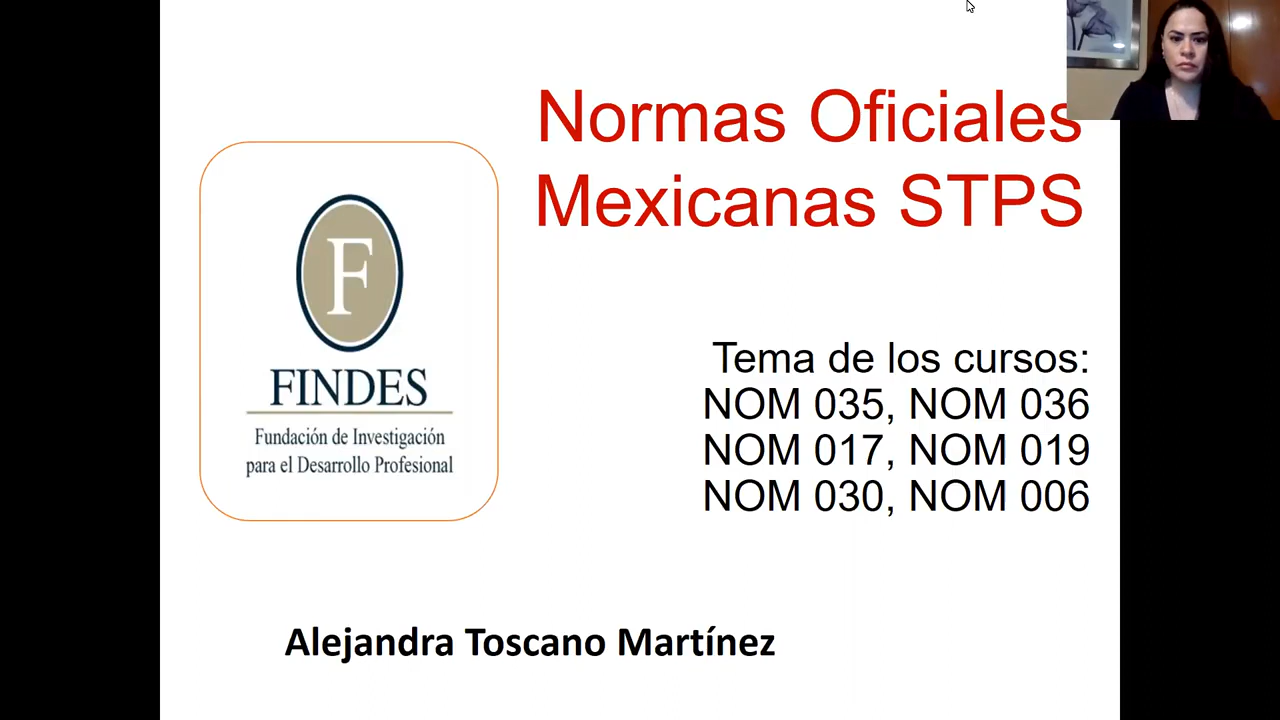 Normas Oficiales
Mexicanas STPS
F
FINDES
Fundación de Investigación
para el Desarrollo Profesional
Tema de los cursos:
NOM 035, NOM 036
NOM 017, NOM 019
NOM 030, NOM 006
Alejandra Toscano Martínez